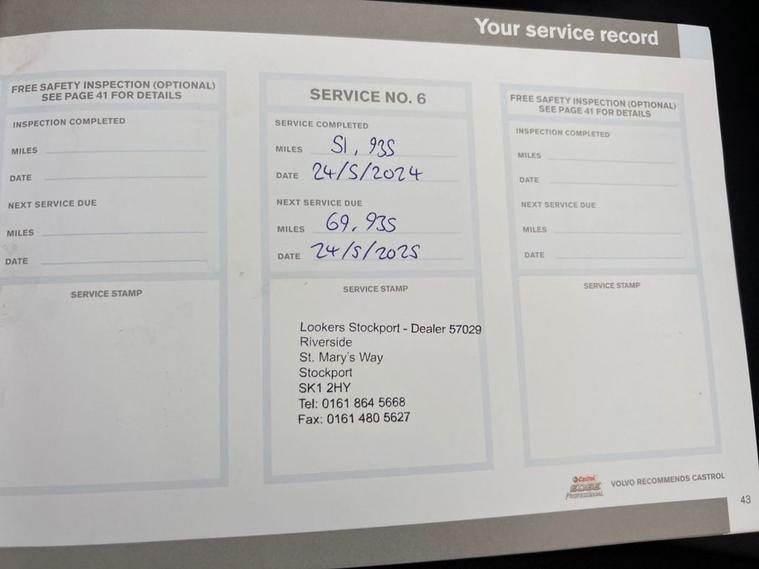 Your service record
FREE SAFETY INSPECTION (OPTIONAL)
SEE PAGE 41 FOR DETAILS
INSPECTION COMPLETED
MILES
DATE
NEXT SERVICE DUE
MILES
DATE
SERVICE STAMP
SERVICE NO. 6
SERVICE COMPLETED
MILES 51,935
DATE 24/5/2024
NEXT SERVICE DUE
MILES 69,935
DATE 24/5/2025
SERVICE STAMP
Lookers Stockport - Dealer 57029
Riverside
St. Mary's Way
Stockport
SK1 2HY
Tel: 0161 864 5668
Fax: 0161 480 5627
FREE SAFETY INSPECTION (OPTIONAL)
SEE PAGE 41 FOR DETAILS
INSPECTION COMPLETED
MILES
DATE
NEXT SERVICE DUE
MILES
DATE
SERVICE STAMP
Castrol
EDGE
PROFESSIONAL
VOLVO RECOMMENDS CASTROL
43